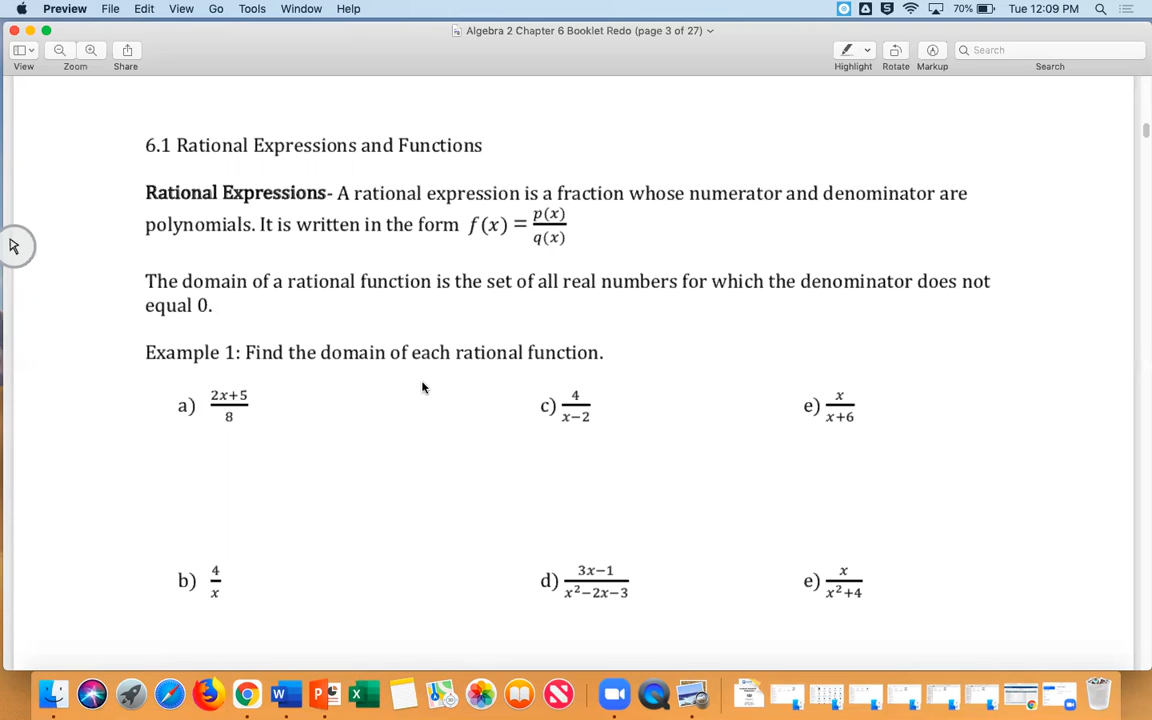 Preview File Edit View Go Tools Window Help 70% Tue 12:09 PM
Algebra 2 Chapter 6 Booklet Redo (page 3 of 27)
Search
View Zoom Share Highlight Rotate Markup Search
6.1 Rational Expressions and Functions
Rational Expressions- A rational expression is a fraction whose numerator and denominator are
polynomials. It is written in the form f(x) = p(x)/q(x)
The domain of a rational function is the set of all real numbers for which the denominator does not
equal 0.
Example 1: Find the domain of each rational function.
a) 2x+5/8 c) 4/x−2 e) x/x+6
b) 4/x d) 3x−1/x²−2x−3 e) x/x²+4